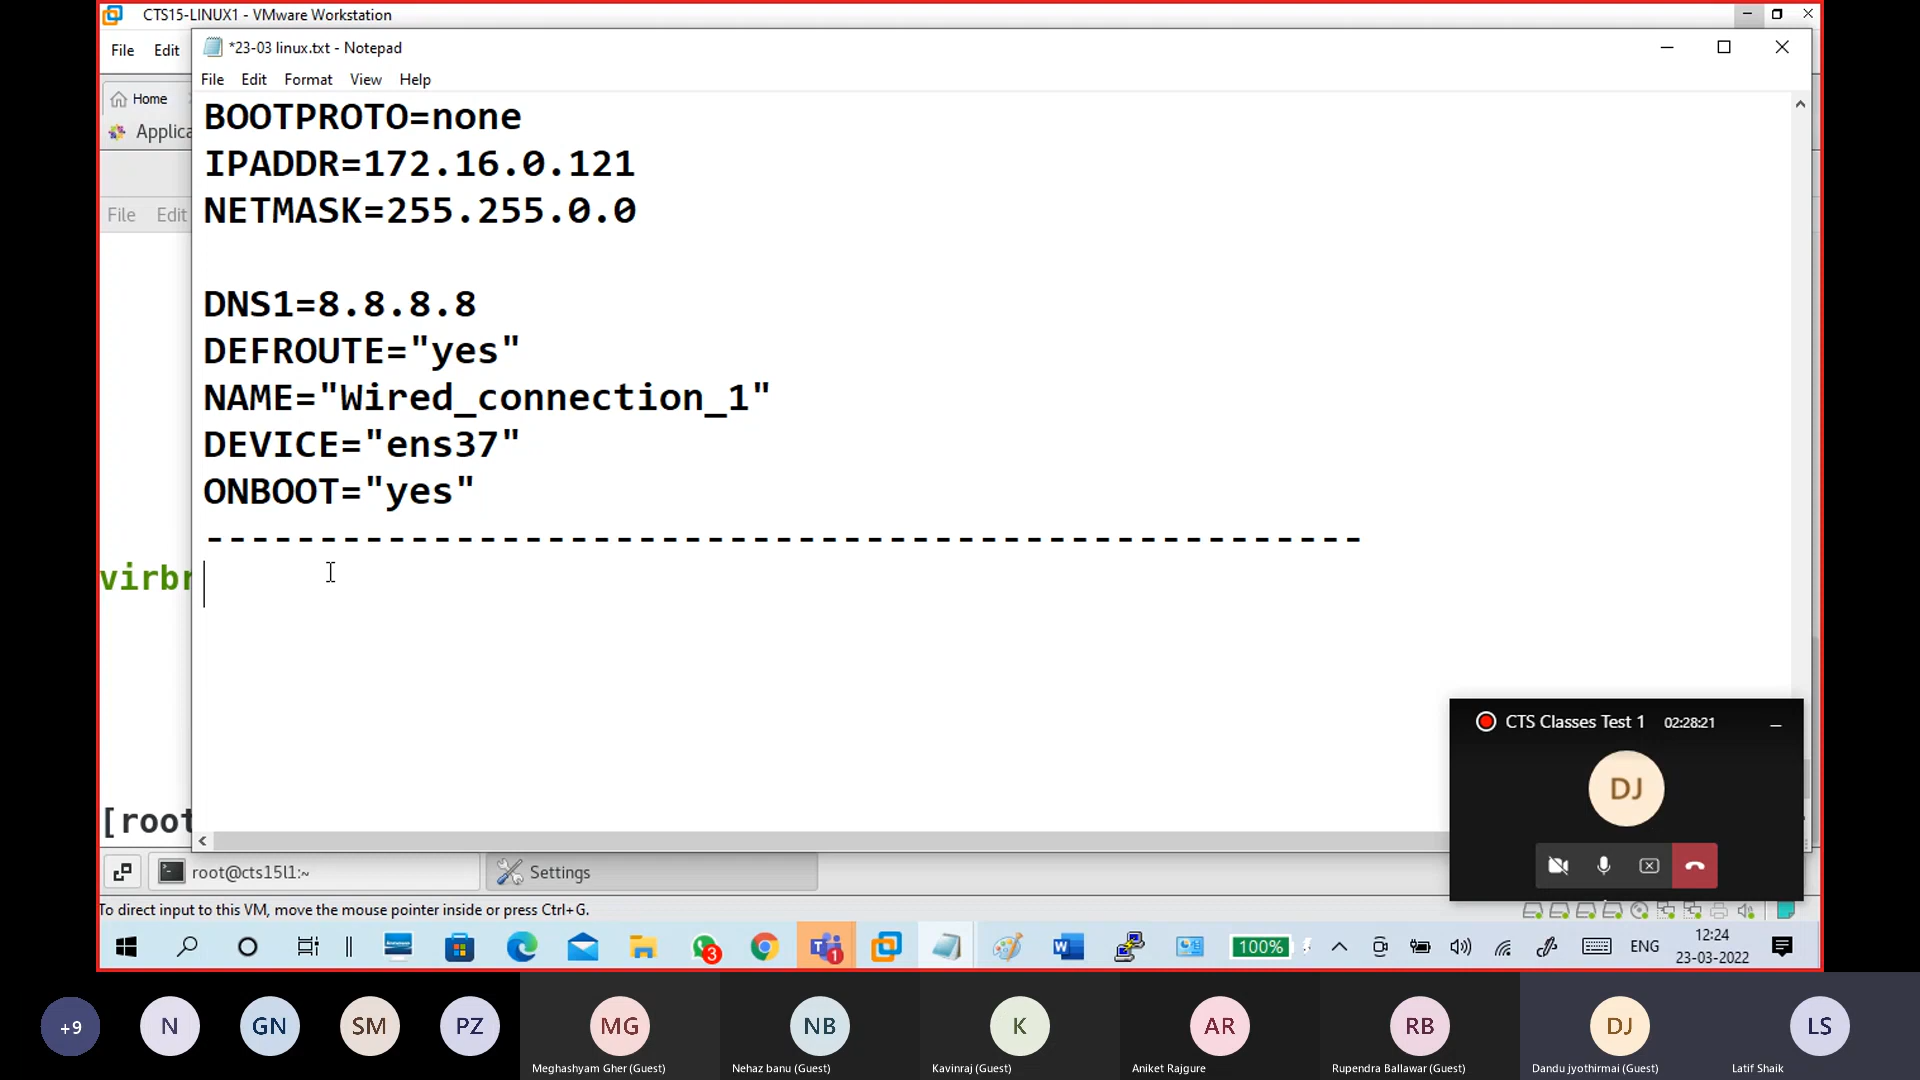 CTS15-LINUX1 - VMware Workstation
File Edit
*23-03 linux.txt - Notepad
File Edit Format View Help
Home
Applica
File Edit
BOOTPROTO=none
IPADDR=172.16.0.121
NETMASK=255.255.0.0
DNS1=8.8.8.8
DEFROUTE="yes"
NAME="Wired_connection_1"
DEVICE="ens37"
ONBOOT="yes"
---------------------------------------------------
virbr
[root
CTS Classes Test 1 02:28:21
DJ
root@cts15l1:~
Settings
To direct input to this VM, move the mouse pointer inside or press Ctrl+G.
3
1
100%
ENG
12:24
23-03-2022
+9 N GN SM PZ MG NB K AR RB DJ LS
Meghashyam Gher (Guest) Nehaz banu (Guest) Kavinraj (Guest) Aniket Rajgure Rupendra Ballawar (Guest) Dandu jyothirmai (Guest) Latif Shaik